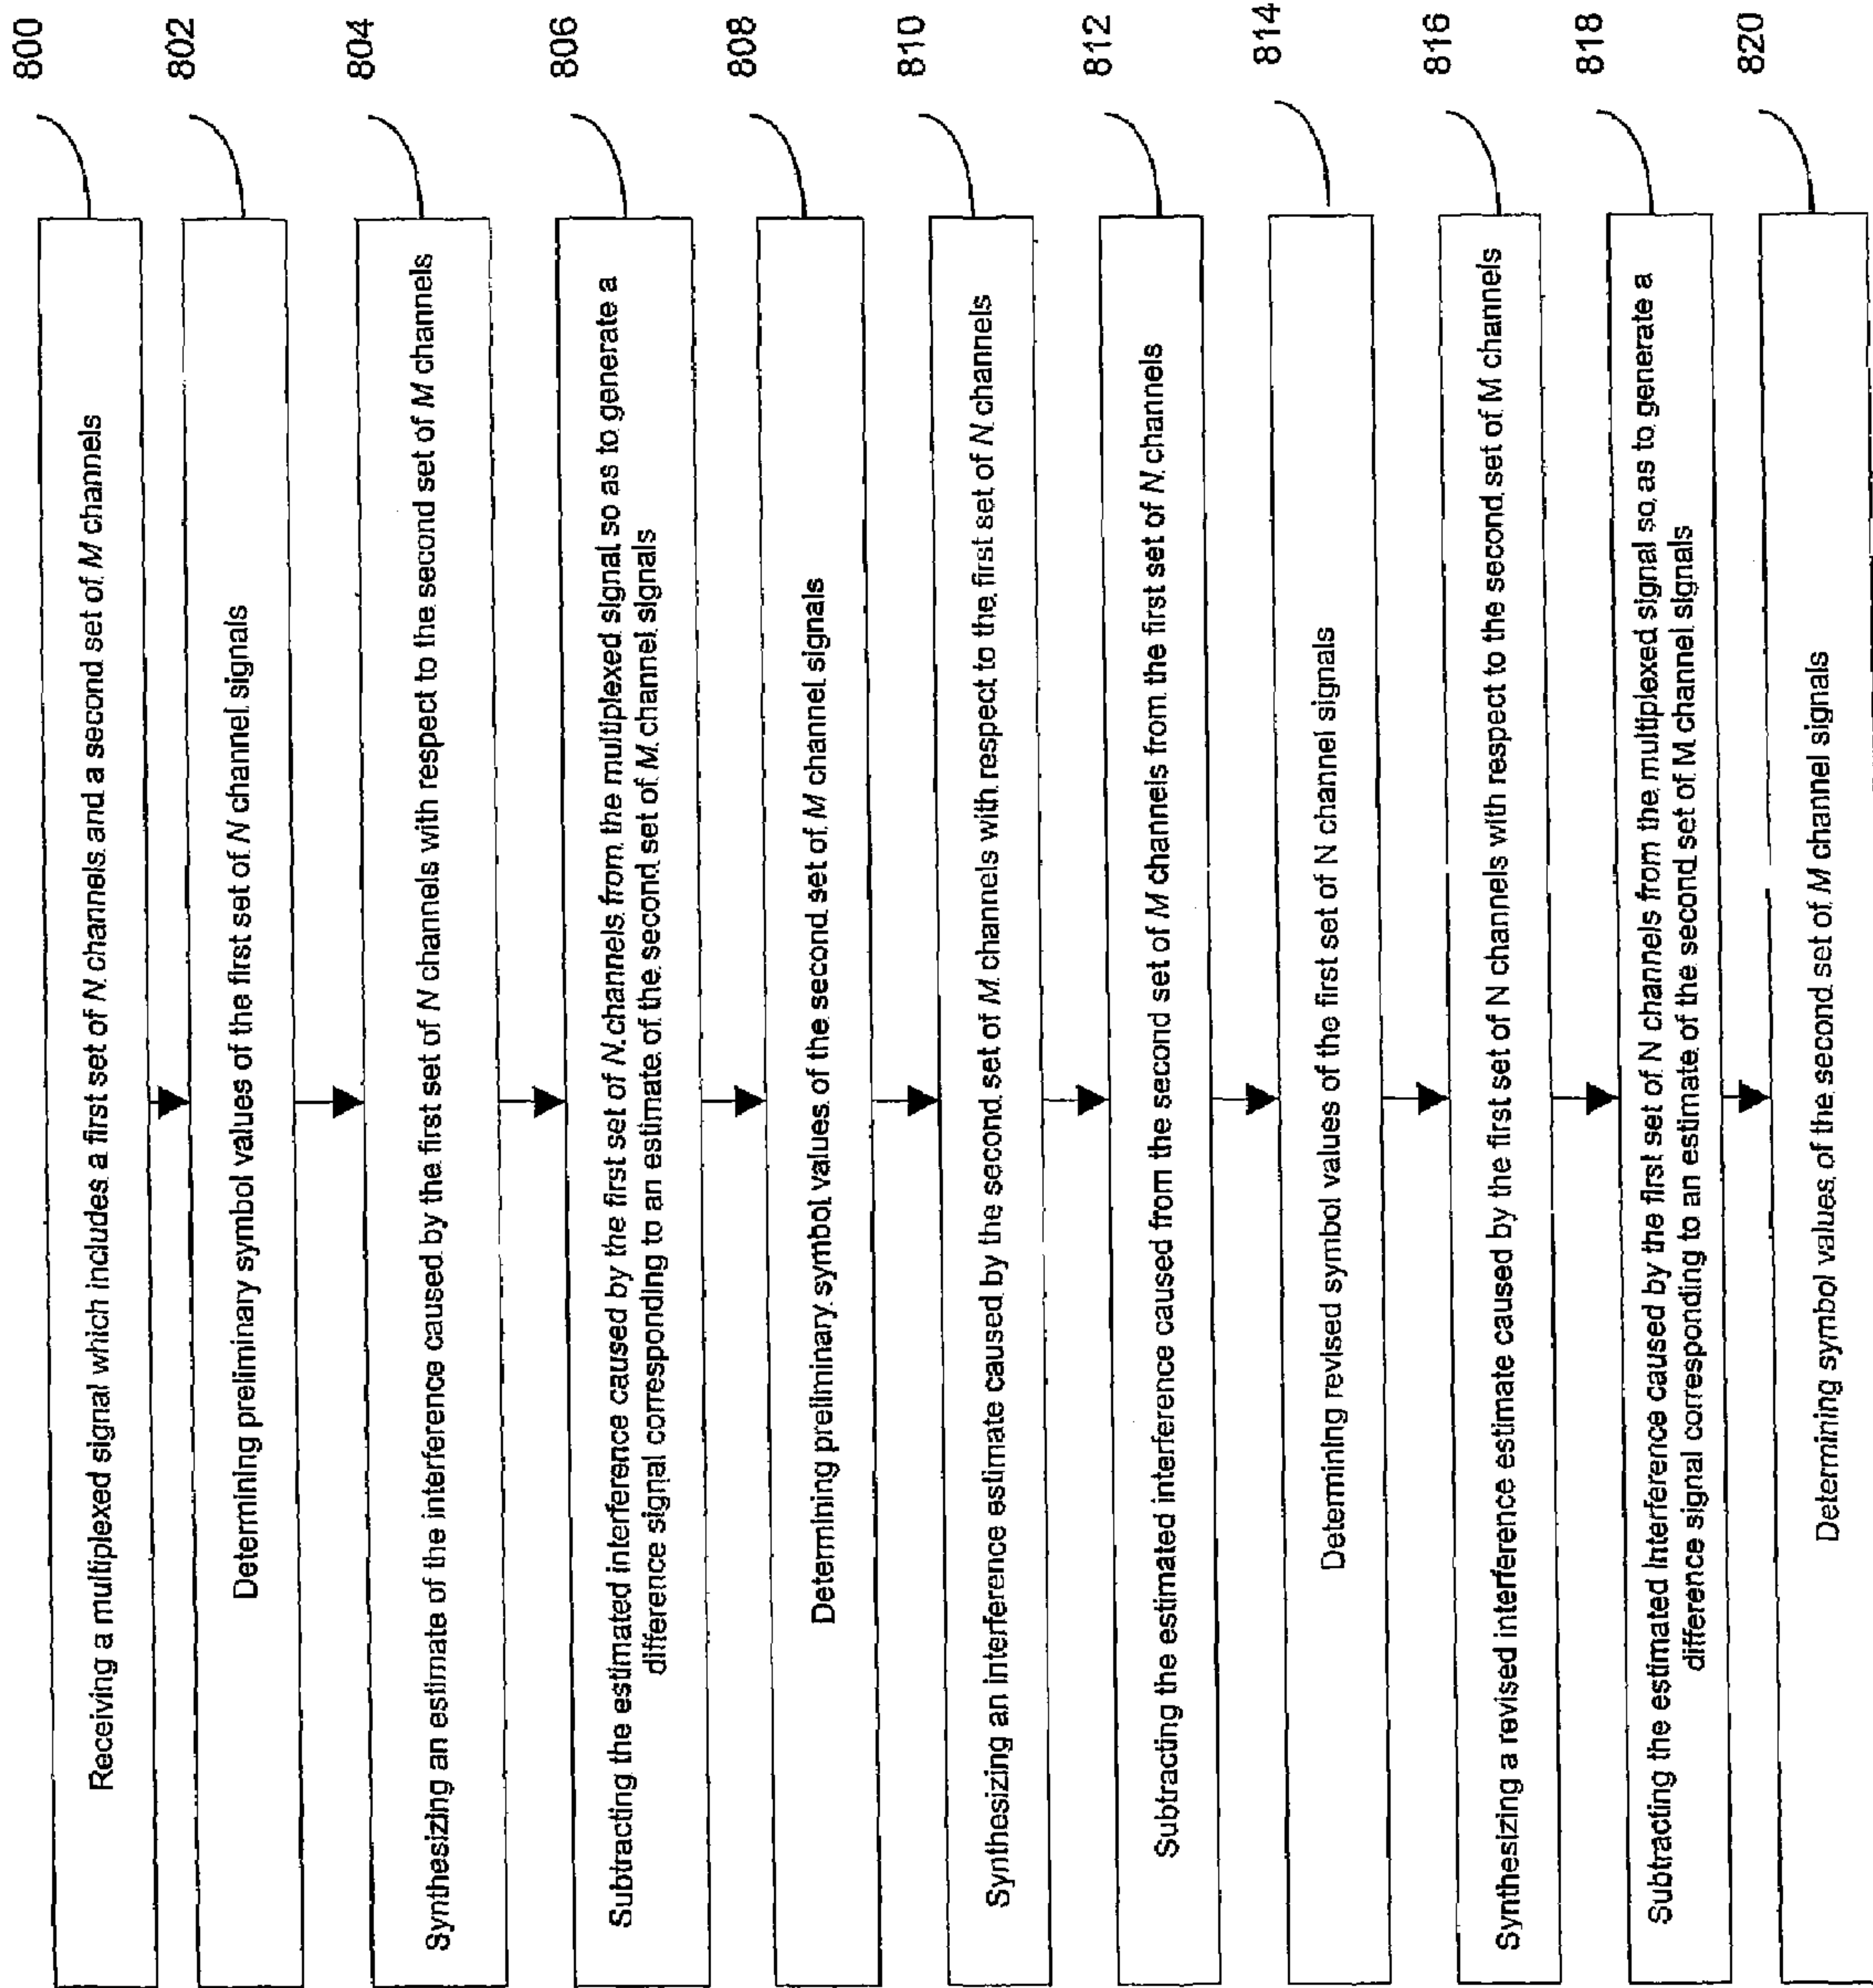 800
Receiving a multiplexed signal which includes a first set of N channels and a second set of M channels
802
Determining preliminary symbol values of the first set of N channel signals
804
Synthesizing an estimate of the interference caused by the first set of N channels with respect to the second set of M channels
806
Subtracting the estimated interference caused by the first set of N channels from the multiplexed signal so as to generate a
difference signal corresponding to an estimate of the second set of M channel signals
808
Determining preliminary symbol values of the second set of M channel signals
810
Synthesizing an interference estimate caused by the second set of M channels with respect to the first set of N channels
812
Subtracting the estimated interference caused from the second set of M channels from the first set of N channels
814
Determining revised symbol values of the first set of N channel signals
816
Synthesizing a revised interference estimate caused by the first set of N channels with respect to the second set of M channels
818
Subtracting the estimated interference caused by the first set of N channels from the multiplexed signal so as to generate a
difference signal corresponding to an estimate of the second set of M channel signals
820
Determining symbol values of the second set of M channel signals